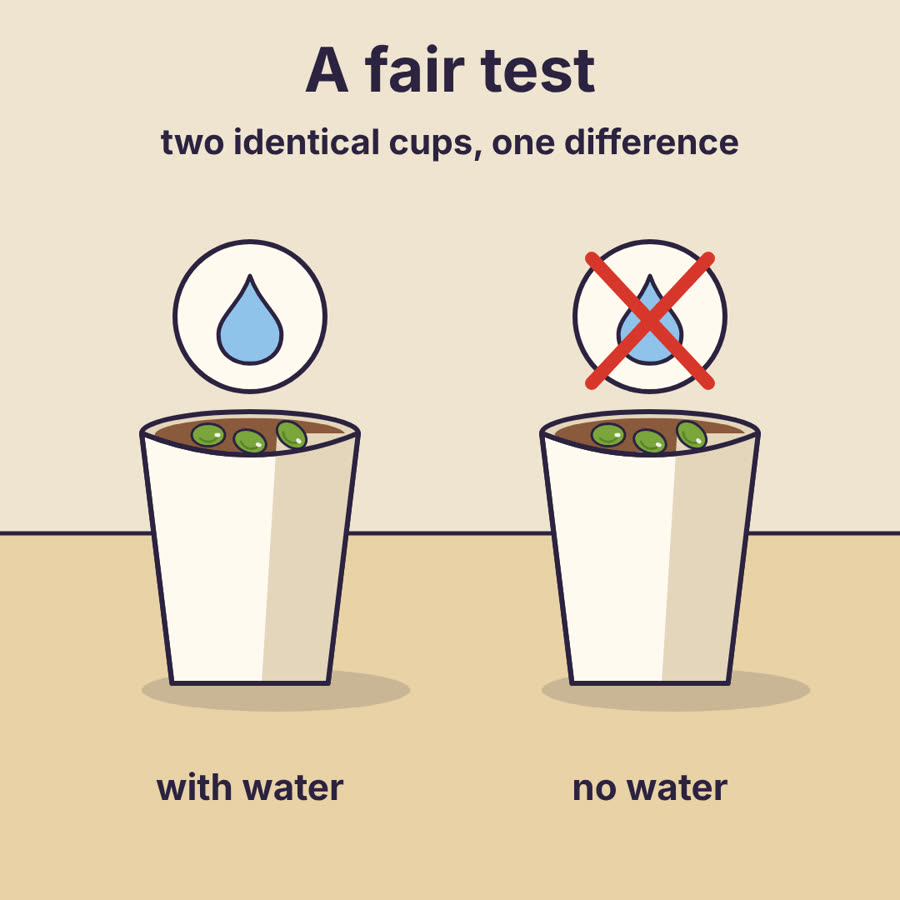 A fair test
two identical cups, one difference
with water
no water